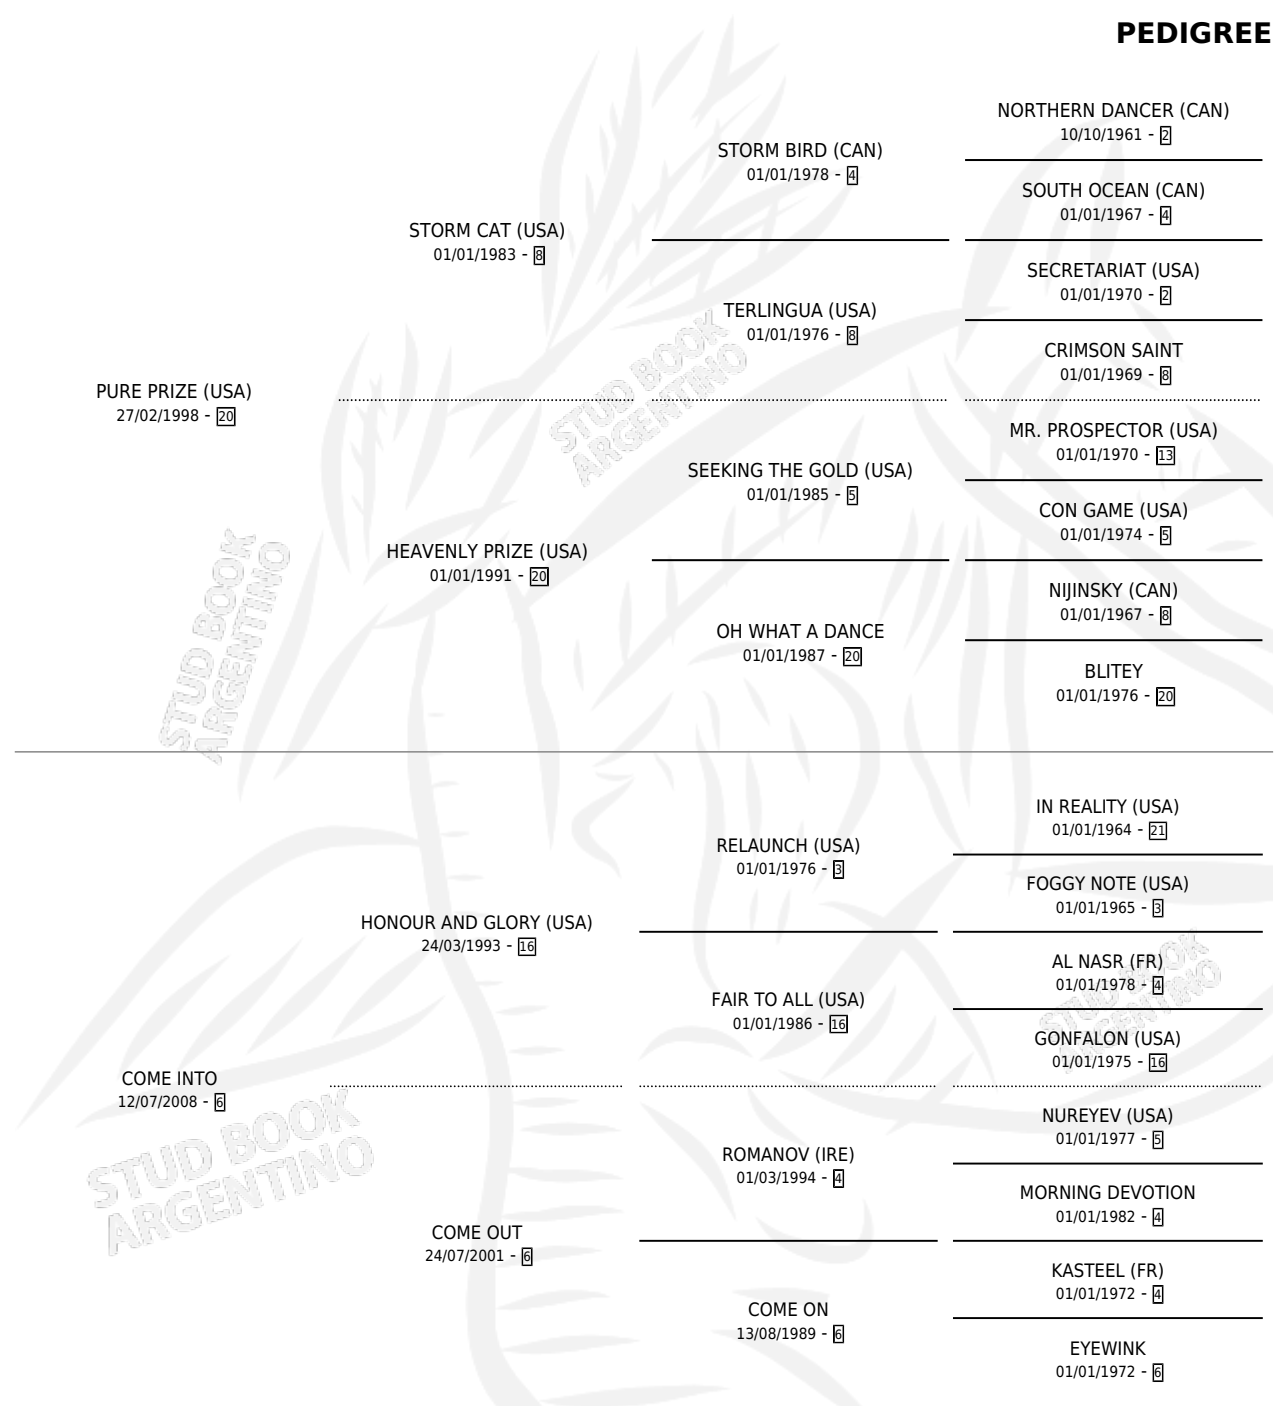 PEDIGREE
NORTHERN DANCER (CAN)
10/10/1961 - 2
STORM BIRD (CAN)
01/01/1978 - 4
SOUTH OCEAN (CAN)
01/01/1967 - 4
STORM CAT (USA)
01/01/1983 - 8
SECRETARIAT (USA)
01/01/1970 - 2
TERLINGUA (USA)
01/01/1976 - 8
CRIMSON SAINT
01/01/1969 - 8
PURE PRIZE (USA)
27/02/1998 - 20
STUD BOOK
ARGENTINO
MR. PROSPECTOR (USA)
01/01/1970 - 13
SEEKING THE GOLD (USA)
01/01/1985 - 5
CON GAME (USA)
01/01/1974 - 5
HEAVENLY PRIZE (USA)
01/01/1991 - 20
NIJINSKY (CAN)
01/01/1967 - 8
OH WHAT A DANCE
01/01/1987 - 20
BLITEY
01/01/1976 - 20
STUD BOOK
ARGENTINO
IN REALITY (USA)
01/01/1964 - 21
RELAUNCH (USA)
01/01/1976 - 3
FOGGY NOTE (USA)
01/01/1965 - 3
HONOUR AND GLORY (USA)
24/03/1993 - 16
AL NASR (FR)
01/01/1978 - 4
FAIR TO ALL (USA)
01/01/1986 - 16
STUD BOOK
ARGENTINO
GONFALON (USA)
01/01/1975 - 16
COME INTO
12/07/2008 - 6
NUREYEV (USA)
01/01/1977 - 5
ROMANOV (IRE)
01/03/1994 - 4
STUD BOOK
ARGENTINO
MORNING DEVOTION
01/01/1982 - 4
COME OUT
24/07/2001 - 6
KASTEEL (FR)
01/01/1972 - 4
COME ON
13/08/1989 - 6
EYEWINK
01/01/1972 - 6